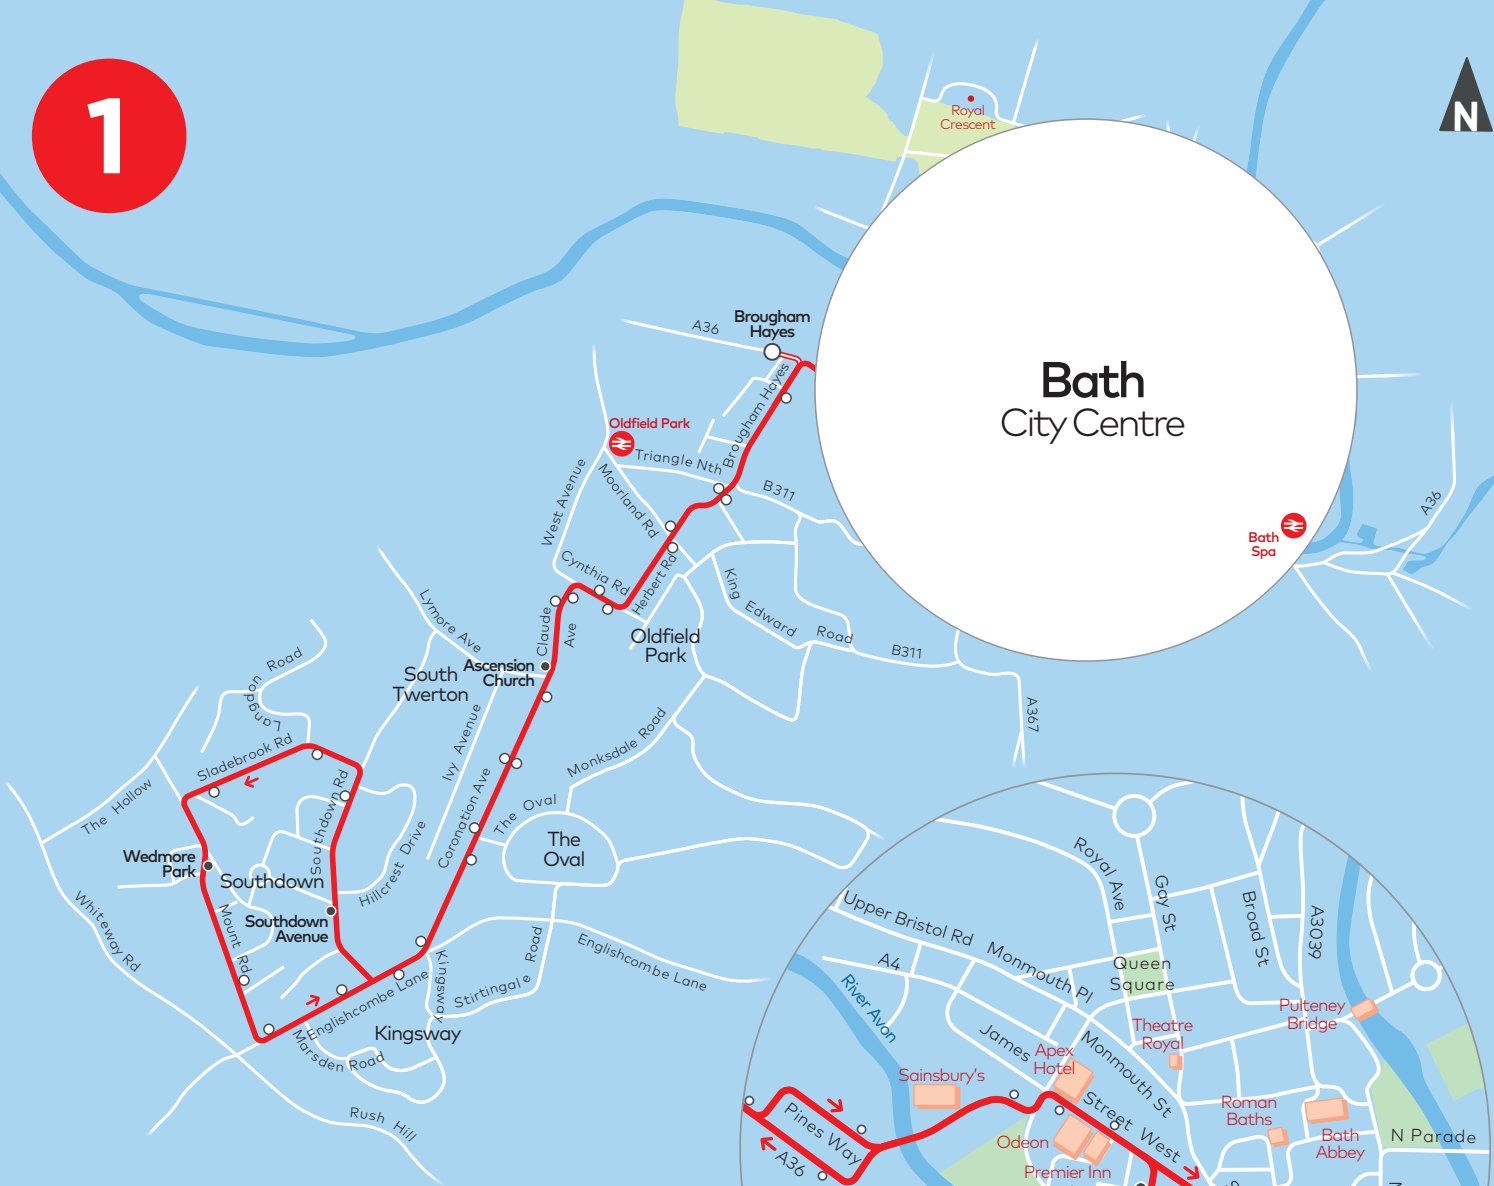 1
N
Royal
Crescent
Brougham
Hayes
A36
Brougham Hayes
Oldfield Park
Triangle Nth
B311
West Avenue
Moorland Rd
Cynthia Rd
Herbert Rd
King
Edward
Road
B311
A367
Bath
City Centre
Bath
Spa
A36
Oldfield
Park
Claude
Ave
Lymore Ave
Ascension
Church
South
Twerton
Ivy Avenue
Monksdale Road
Coronation Ave
The Oval
The
Oval
Langdon
Road
Sladebrook Rd
The Hollow
Southdown Rd
Hillcrest Drive
Wedmore
Park
Southdown
Southdown
Avenue
Mount Rd
Whiteway Rd
Englishcombe Lane
Kingsway
Stirtingale
Road
Englishcombe Lane
Kingsway
Marsden Road
Rush Hill
Royal Ave
Gay St
Broad St
A3039
Upper Bristol Rd
Monmouth Pl
A4
Queen
Square
River Avon
Pulteney
Bridge
Theatre
Royal
James
Street
West
Monmouth St
Apex
Hotel
Sainsbury's
Roman
Baths
Bath
Abbey
N Parade
Odeon
Premier Inn
Pines Way
A36